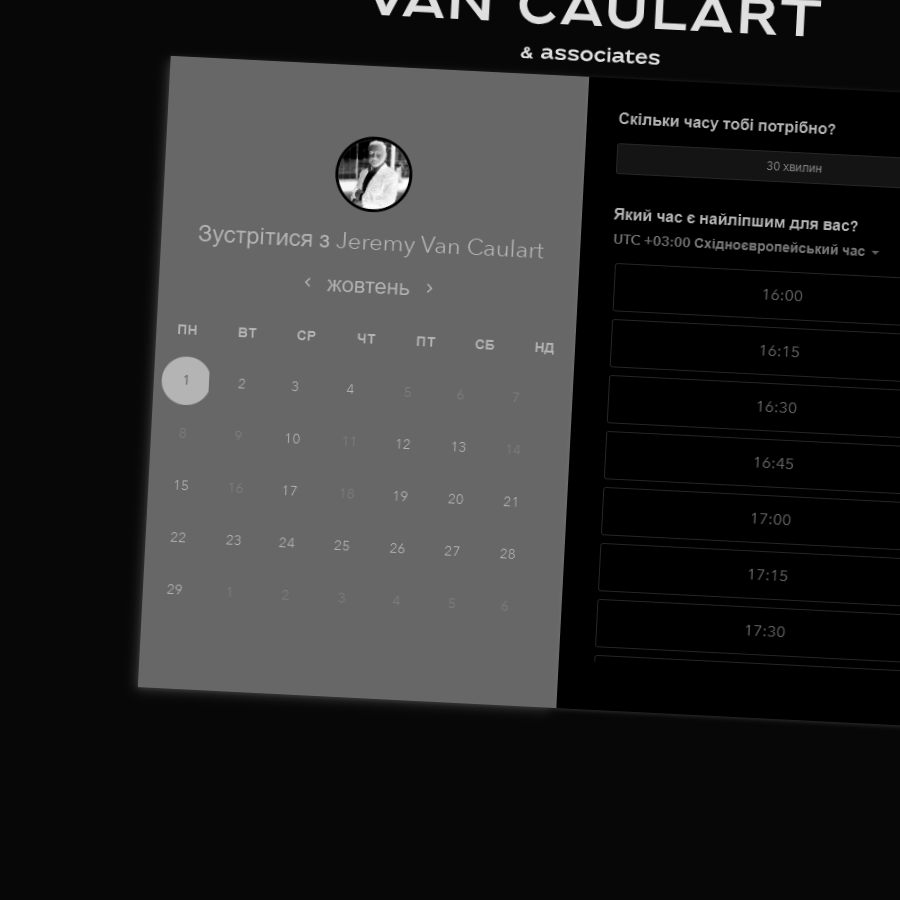 VAN CAULART
& associates
Зустрітися з Jeremy Van Caulart
‹ жовтень ›
ПН ВТ СР ЧТ ПТ СБ НД
1 2 3 4 5 6 7
8 9 10 11 12 13 14
15 16 17 18 19 20 21
22 23 24 25 26 27 28
29 1 2 3 4 5 6
Скільки часу тобі потрібно?
30 хвилин
Який час є найліпшим для вас?
UTC +03:00 Східноєвропейський час
16:00
16:15
16:30
16:45
17:00
17:15
17:30